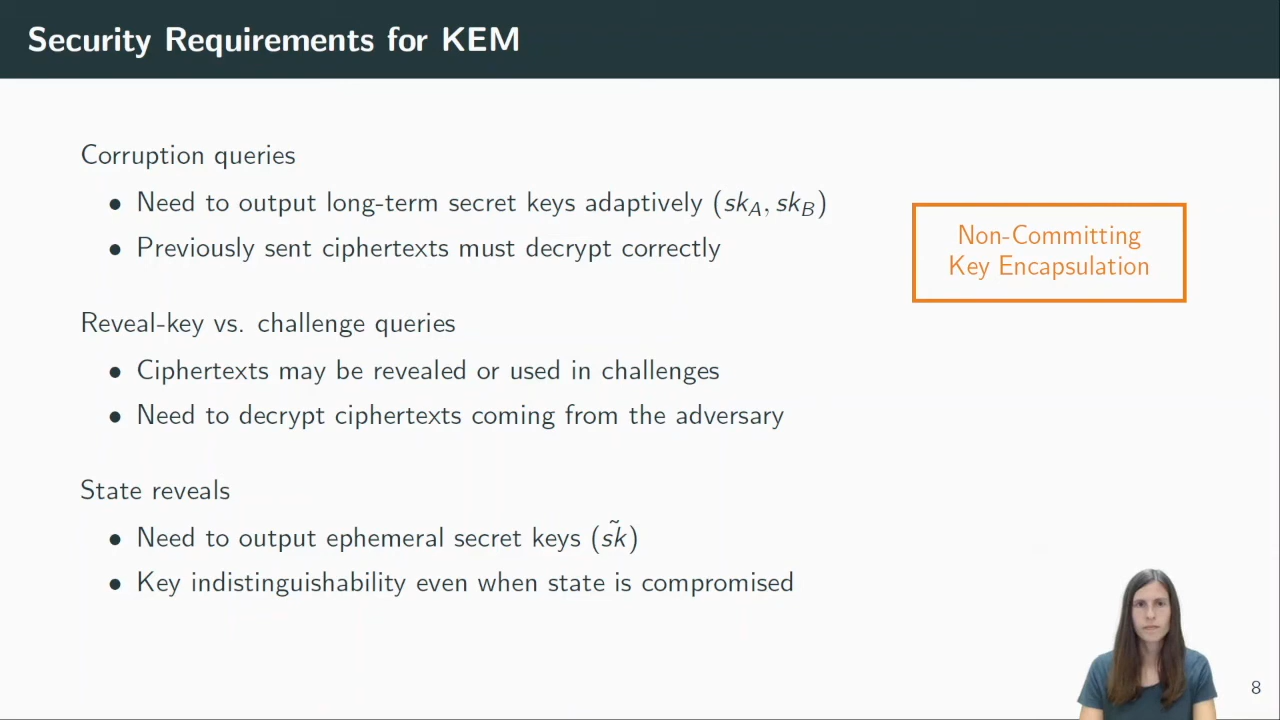 Security Requirements for KEM
Corruption queries
• Need to output long-term secret keys adaptively (sk_A, sk_B)
• Previously sent ciphertexts must decrypt correctly
Non-Committing
Key Encapsulation
Reveal-key vs. challenge queries
• Ciphertexts may be revealed or used in challenges
• Need to decrypt ciphertexts coming from the adversary
State reveals
• Need to output ephemeral secret keys (s̃k)
• Key indistinguishability even when state is compromised
8